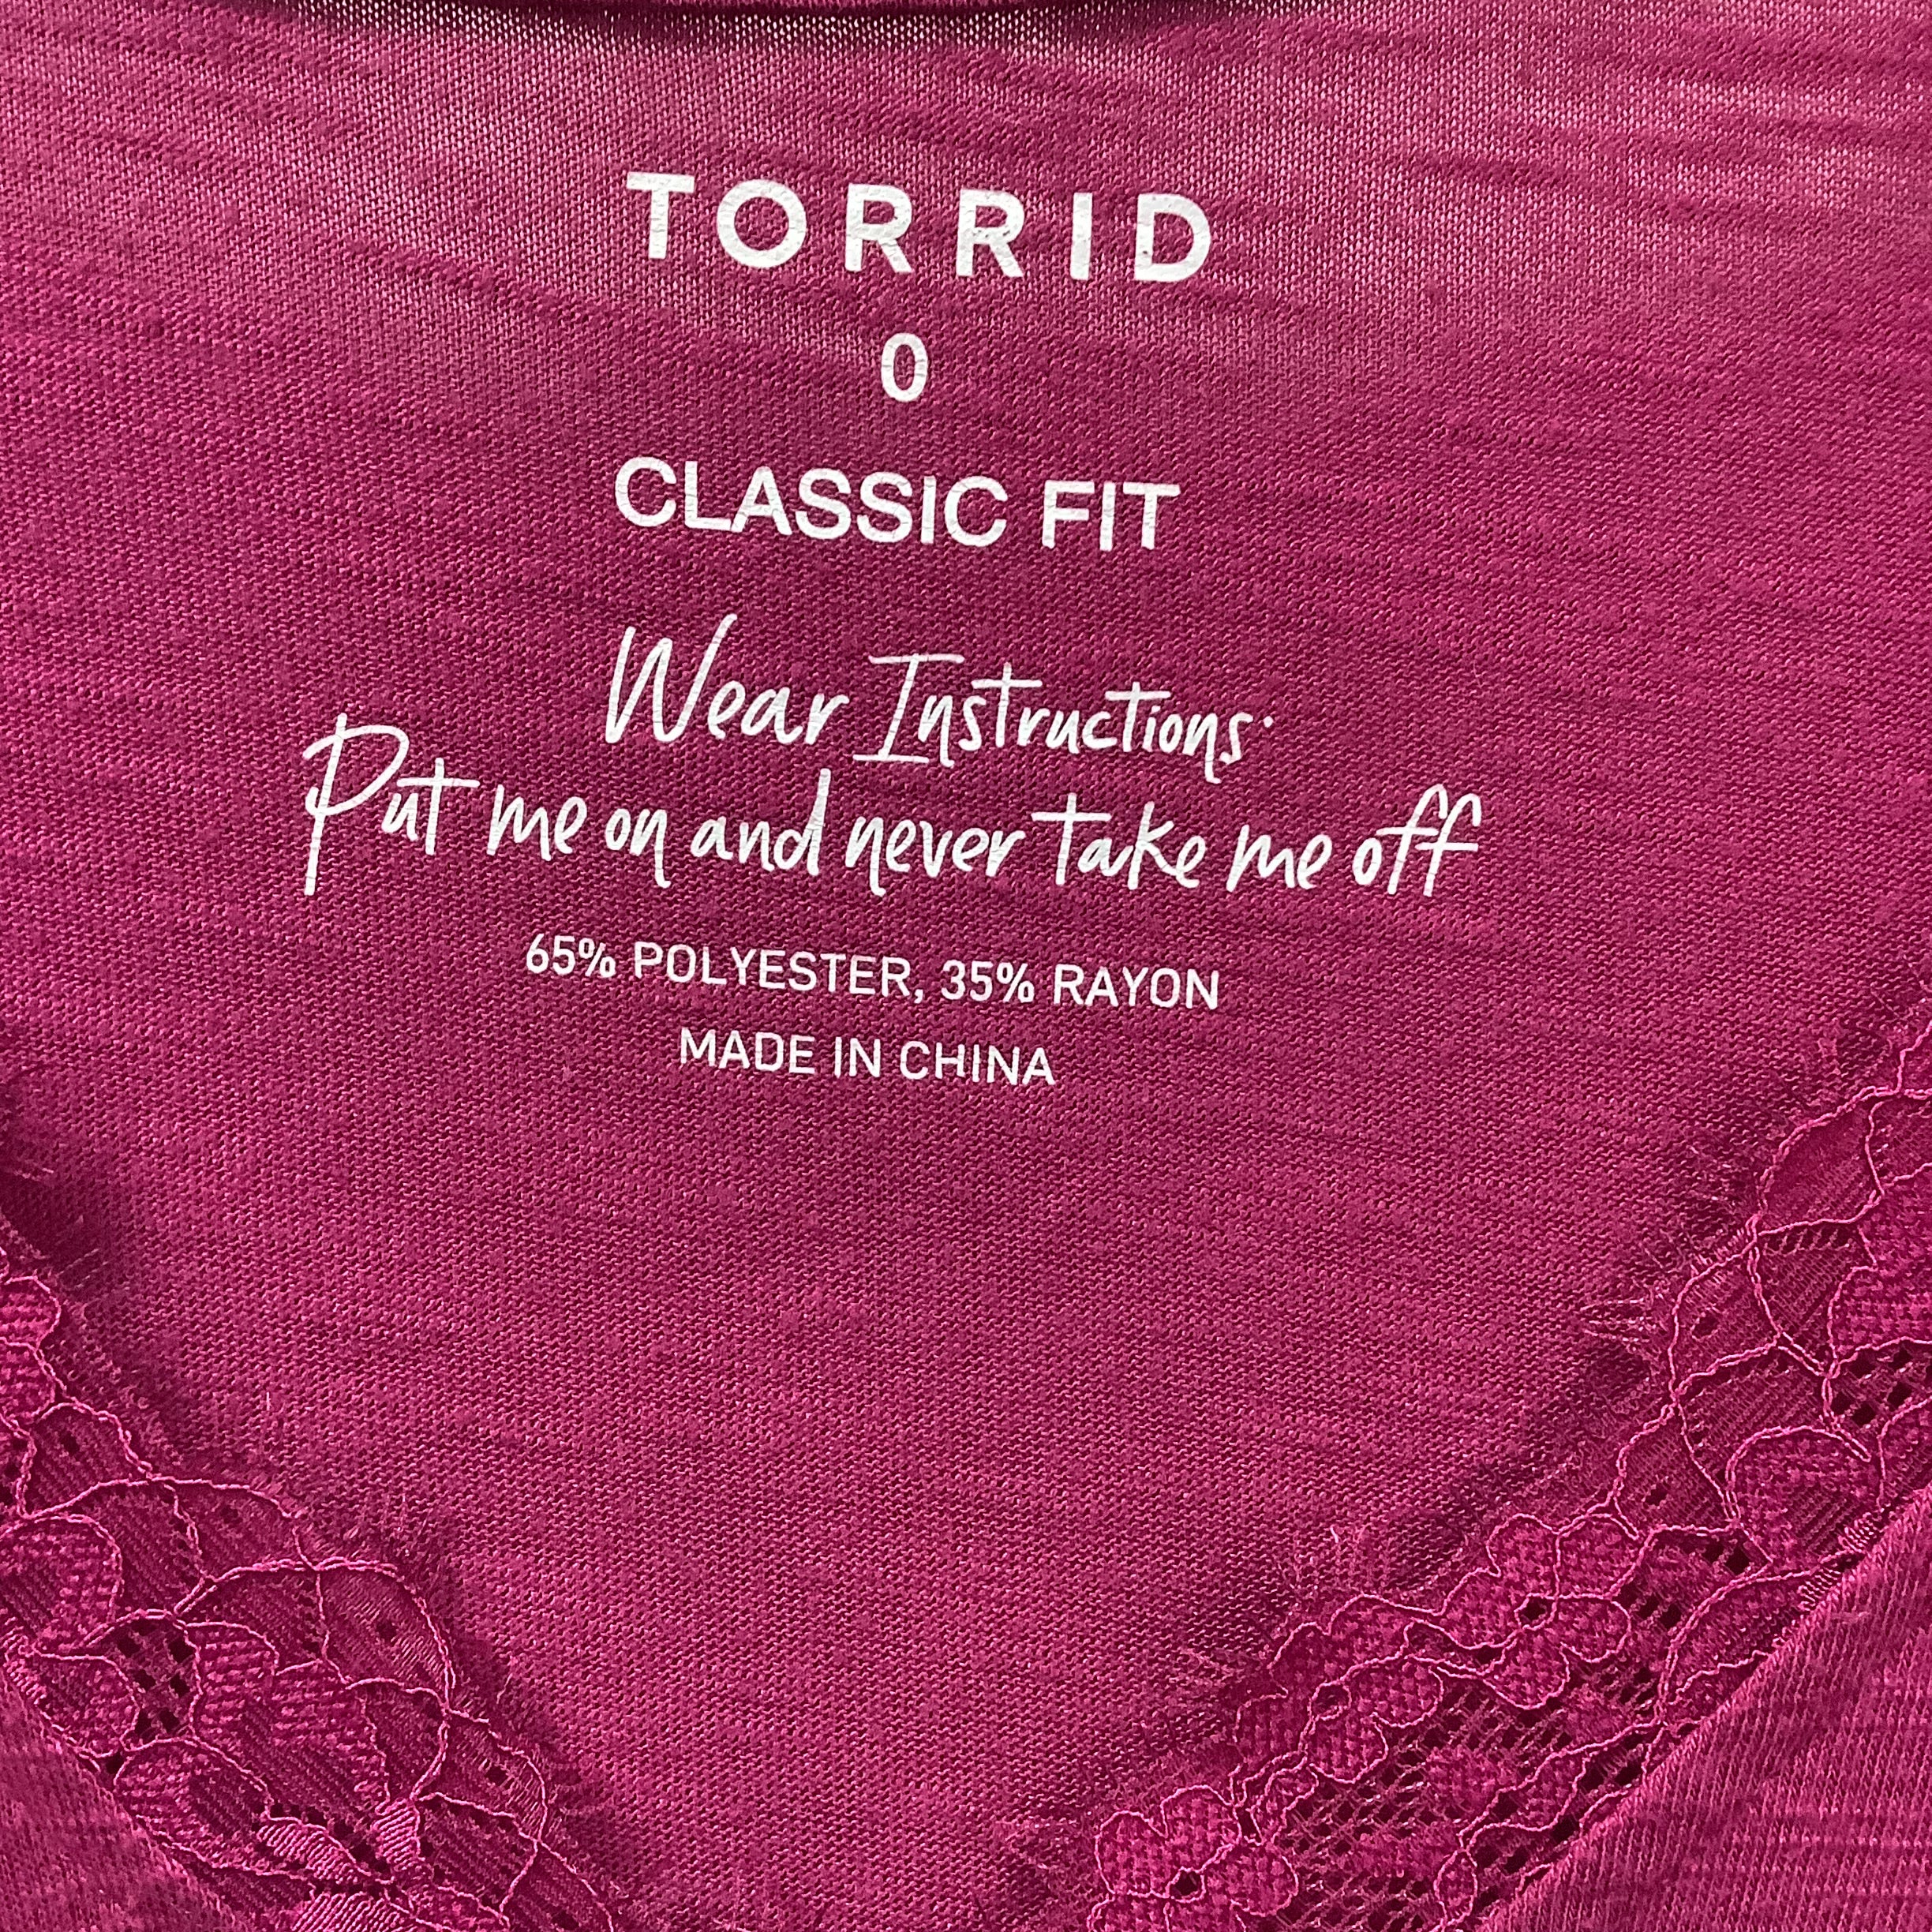 TORRID
0
CLASSIC FIT
Wear Instructions:
Put me on and never take me off
65% POLYESTER, 35% RAYON
MADE IN CHINA